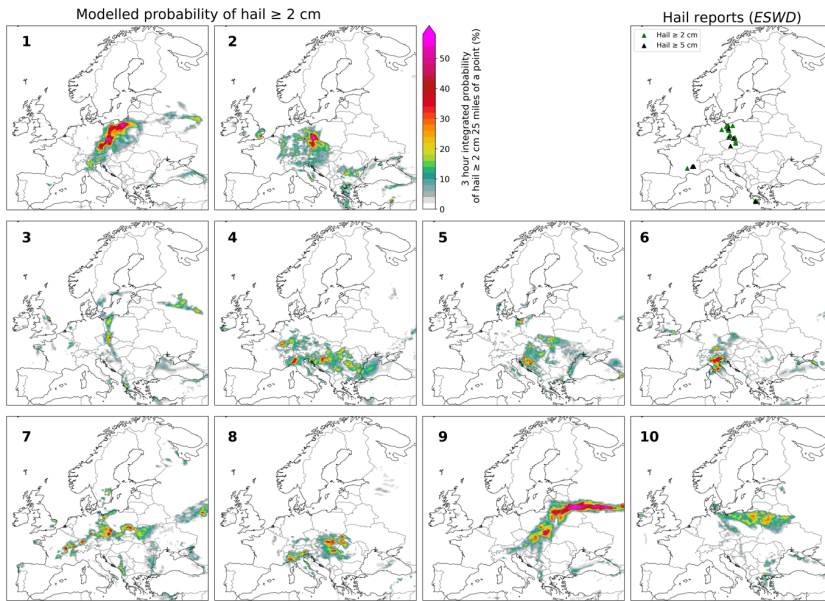 Modelled probability of hail ≥ 2 cm
Hail reports (ESWD)
1
2
50
40
30
20
10
0
3 hour integrated probability
of hail ≥ 2 cm 25 miles of a point (%)
Hail ≥ 2 cm
Hail ≥ 5 cm
3
4
5
6
7
8
9
10